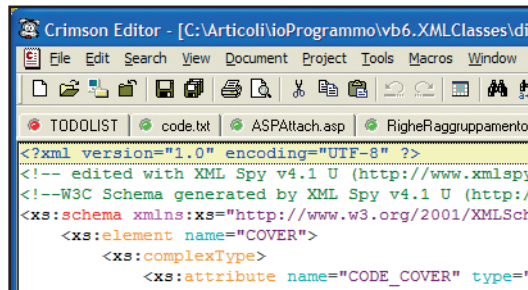 Crimson Editor - [C:\Articoli\ioProgrammo\vb6.XMLClasses\di
File Edit Search View Document Project Tools Macros Window
TODOLIST code.txt ASPAttach.asp RigheRaggruppamento
<?xml version="1.0" encoding="UTF-8" ?>
<!-- edited with XML Spy v4.1 U (http://www.xmlspy
<!--W3C Schema generated by XML Spy v4.1 U (http:/
<xs:schema xmlns:xs="http://www.w3.org/2001/XMLSch
<xs:element name="COVER">
<xs:complexType>
<xs:attribute name="CODE_COVER" type="